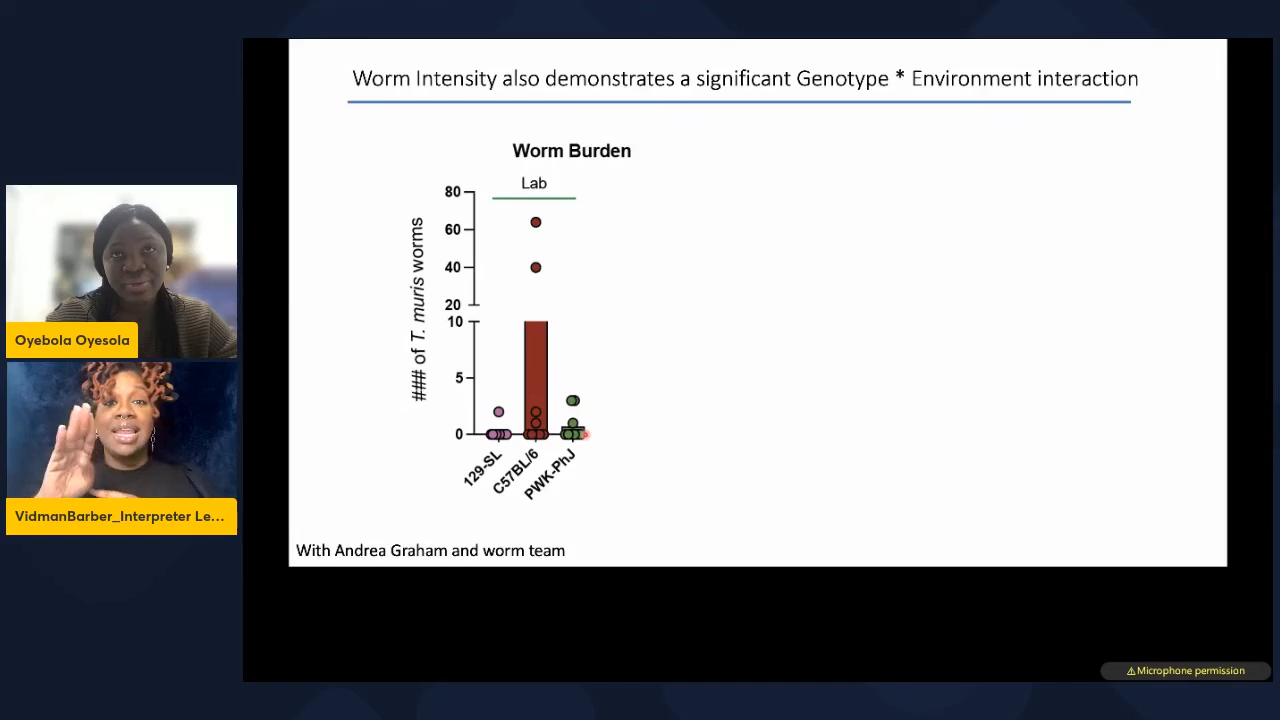 Worm Intensity also demonstrates a significant Genotype * Environment interaction
Worm Burden
Lab
80
60
40
20
10
5
0
### of T. muris worms
129-SL
C57BL/6
PWK-PhJ
With Andrea Graham and worm team
Oyebola Oyesola
VidmanBarber_Interpreter Le...
⚠Microphone permission